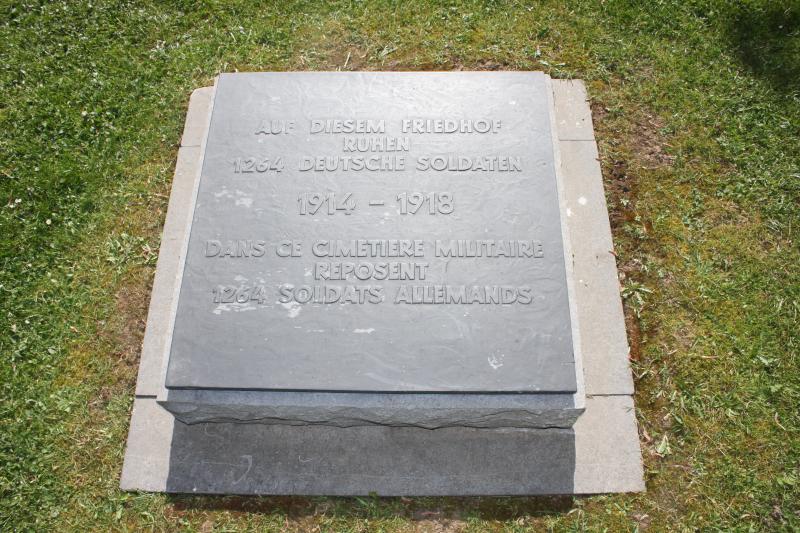 AUF DIESEM FRIEDHOF
RUHEN
1264 DEUTSCHE SOLDATEN
1914 – 1918
DANS CE CIMETIERE MILITAIRE
REPOSENT
1264 SOLDATS ALLEMANDS